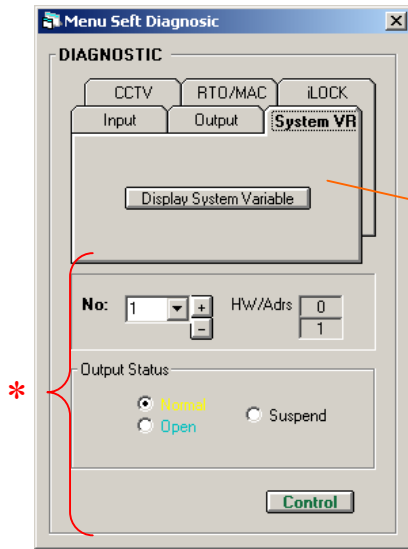 Menu Seft Diagnosic
DIAGNOSTIC
CCTV RTO/MAC iLOCK
Input Output System VR
Display System Variable
No: 1 + HW/Adrs 0
− 1
*
Output Status
Normal
Suspend
Open
Control